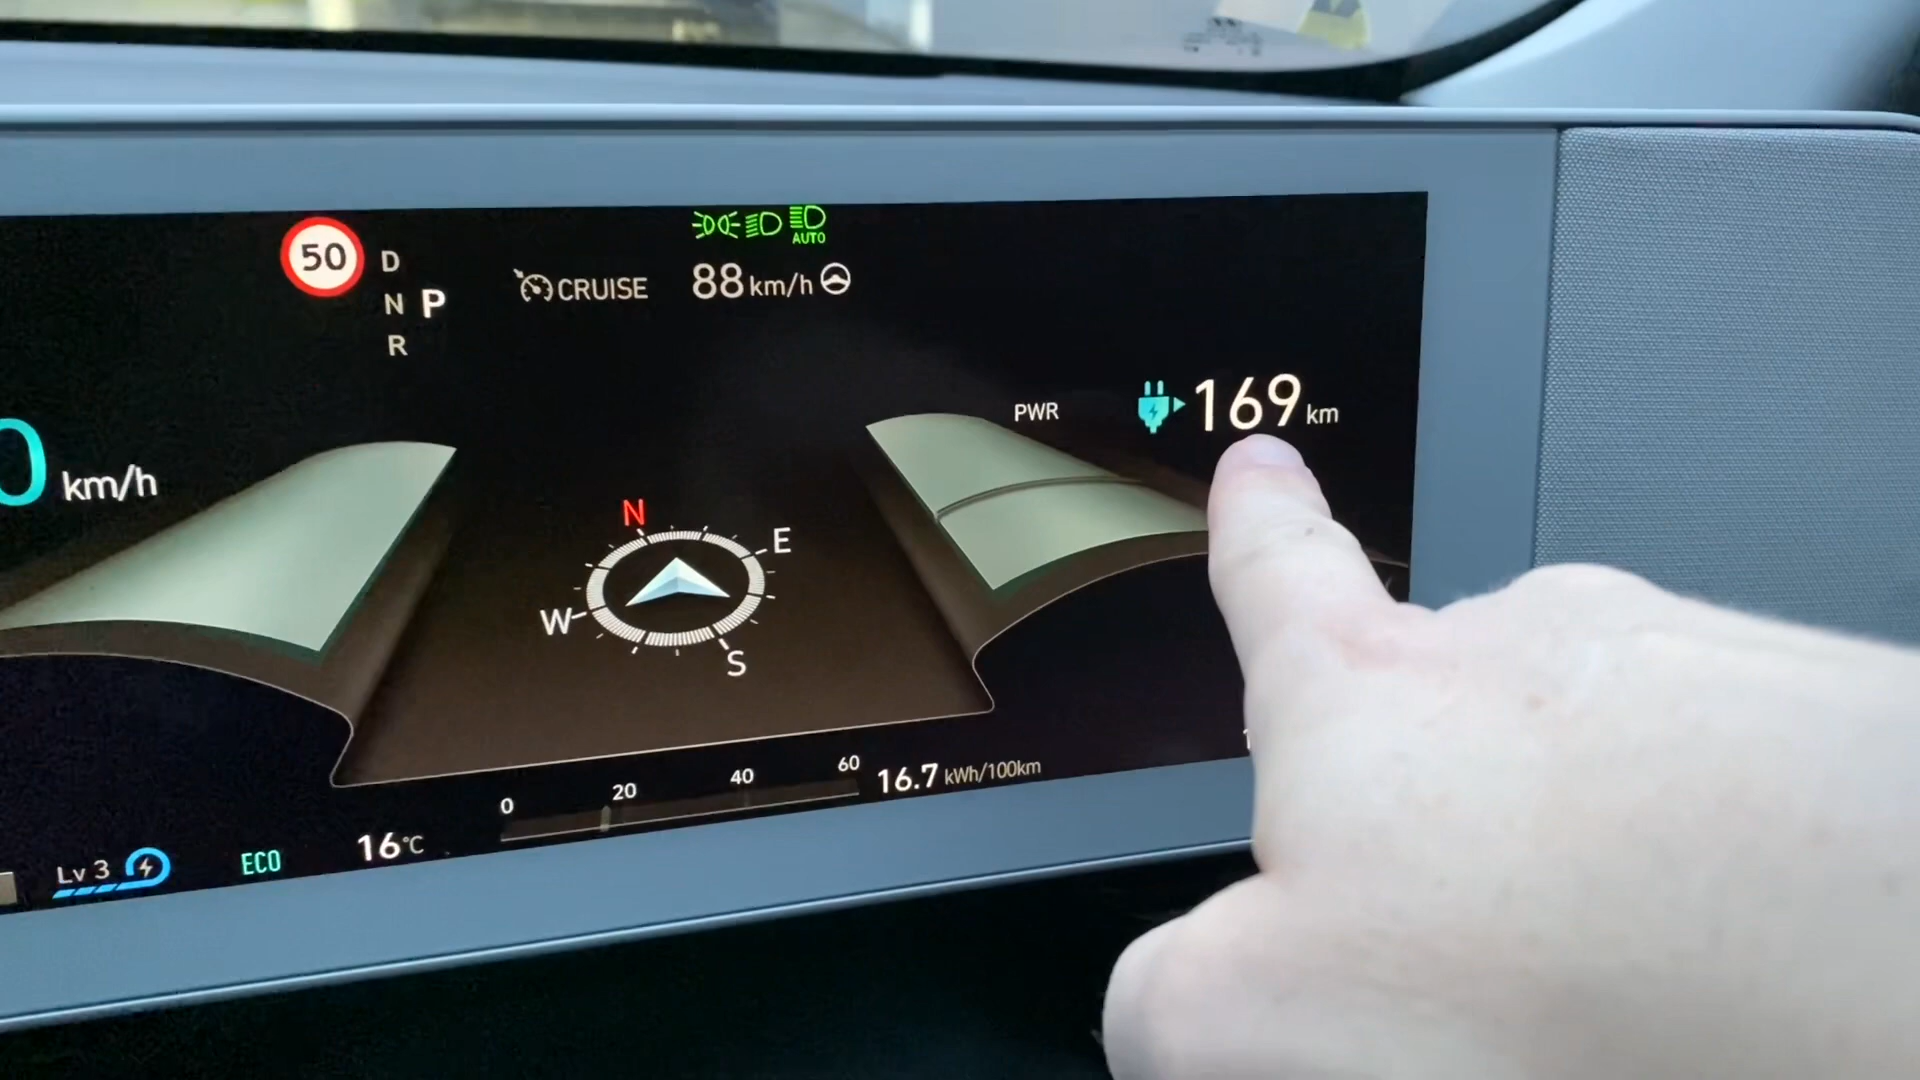 50
D
N P
R
AUTO
CRUISE 88 km/h
PWR
169 km
0 km/h
N
E
W
S
0 20 40 60
16.7 kWh/100km
Lv 3
ECO
16°C